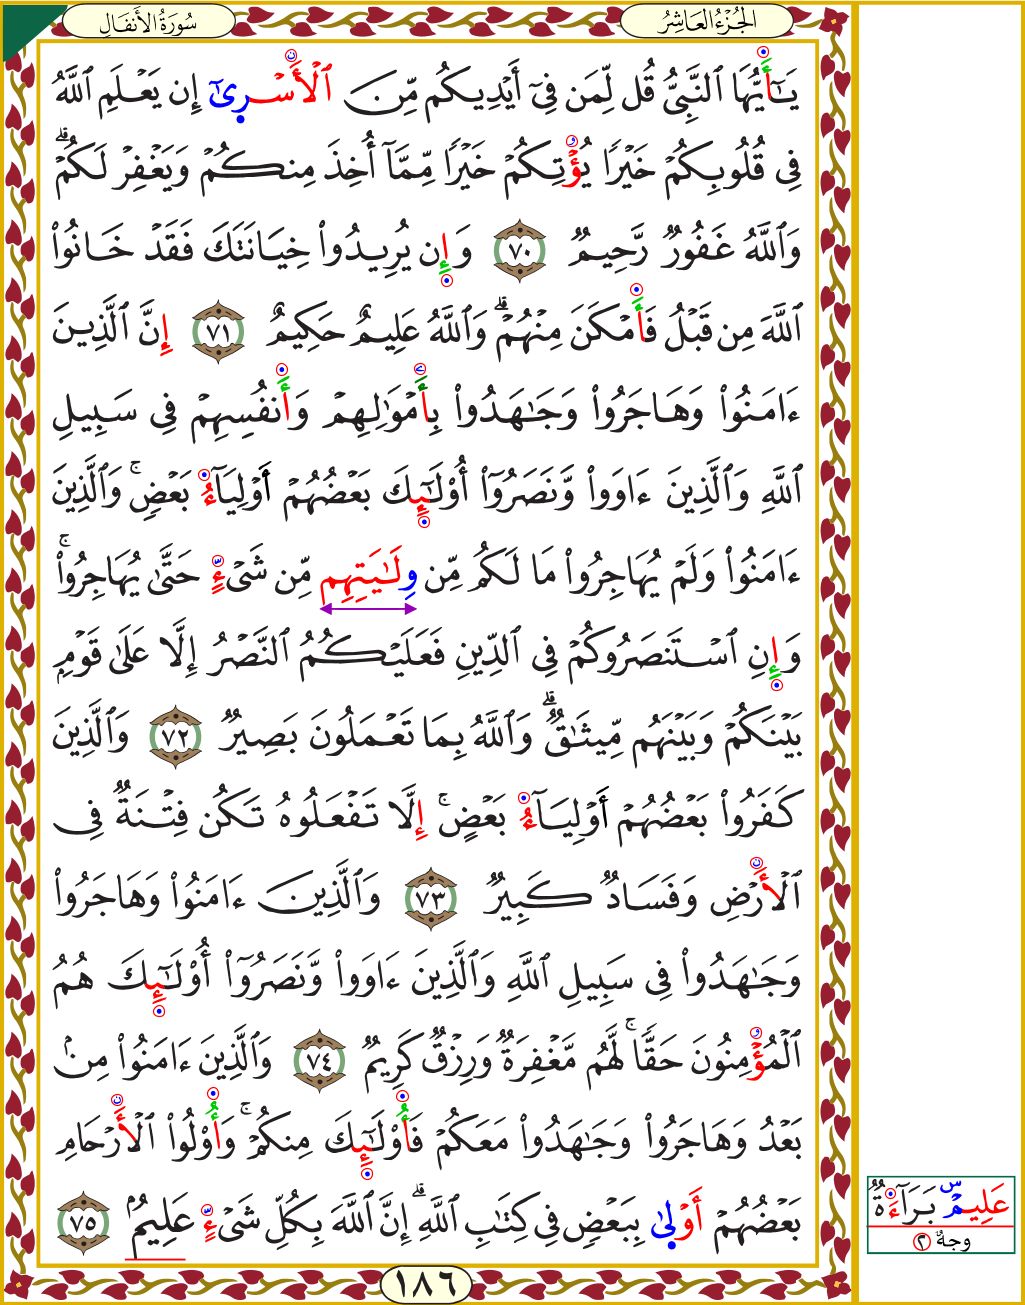 الجُزْءُ العَاشِرُ
سُورَةُ الأَنفَال
يَـٰٓأَيُّهَا ٱلنَّبِيُّ قُل لِّمَن فِيٓ أَيْدِيكُم مِّنَ ٱلْأَسْرِىٰٓ إِن يَعْلَمِ ٱللَّهُ
فِي قُلُوبِكُمْ خَيْرًا يُؤْتِكُمْ خَيْرًا مِّمَّآ أُخِذَ مِنكُمْ وَيَغْفِرْ لَكُمْۗ
وَٱللَّهُ غَفُورٌ رَّحِيمٌ ٧٠ وَإِن يُرِيدُوا۟ خِيَانَتَكَ فَقَدْ خَانُوا۟
ٱللَّهَ مِن قَبْلُ فَأَمْكَنَ مِنْهُمْۗ وَٱللَّهُ عَلِيمٌ حَكِيمٌ ٧١ إِنَّ ٱلَّذِينَ
ءَامَنُوا۟ وَهَاجَرُوا۟ وَجَـٰهَدُوا۟ بِأَمْوَٰلِهِمْ وَأَنفُسِهِمْ فِي سَبِيلِ
ٱللَّهِ وَٱلَّذِينَ ءَاوَوا۟ وَّنَصَرُوٓا۟ أُو۟لَـٰٓئِكَ بَعْضُهُمْ أَوْلِيَآءُ بَعْضٍۚ وَٱلَّذِينَ
ءَامَنُوا۟ وَلَمْ يُهَاجِرُوا۟ مَا لَكُم مِّن وِلَـٰيَتِهِم مِّن شَيْءٍ حَتَّىٰ يُهَاجِرُوا۟ۚ
وَإِنِ ٱسْتَنصَرُوكُمْ فِي ٱلدِّينِ فَعَلَيْكُمُ ٱلنَّصْرُ إِلَّا عَلَىٰ قَوْمٍ
بَيْنَكُمْ وَبَيْنَهُم مِّيثَـٰقٌۗ وَٱللَّهُ بِمَا تَعْمَلُونَ بَصِيرٌ ٧٢ وَٱلَّذِينَ
كَفَرُوا۟ بَعْضُهُمْ أَوْلِيَآءُ بَعْضٍۚ إِلَّا تَفْعَلُوهُ تَكُن فِتْنَةٌ فِي
ٱلْأَرْضِ وَفَسَادٌ كَبِيرٌ ٧٣ وَٱلَّذِينَ ءَامَنُوا۟ وَهَاجَرُوا۟
وَجَـٰهَدُوا۟ فِي سَبِيلِ ٱللَّهِ وَٱلَّذِينَ ءَاوَوا۟ وَّنَصَرُوٓا۟ أُو۟لَـٰٓئِكَ هُمُ
ٱلْمُؤْمِنُونَ حَقًّاۚ لَّهُم مَّغْفِرَةٌ وَرِزْقٌ كَرِيمٌ ٧٤ وَٱلَّذِينَ ءَامَنُوا۟ مِنۢ
بَعْدُ وَهَاجَرُوا۟ وَجَـٰهَدُوا۟ مَعَكُمْ فَأُو۟لَـٰٓئِكَ مِنكُمْۚ وَأُو۟لُوا۟ ٱلْأَرْحَامِ
بَعْضُهُمْ أَوْلِىٰ بِبَعْضٍ فِي كِتَـٰبِ ٱللَّهِۗ إِنَّ ٱللَّهَ بِكُلِّ شَيْءٍ عَلِيمٌۢ ٧٥
عَلِيمٌ س بَرَآءَةٌ
وجهٌ ٢
١٨٦